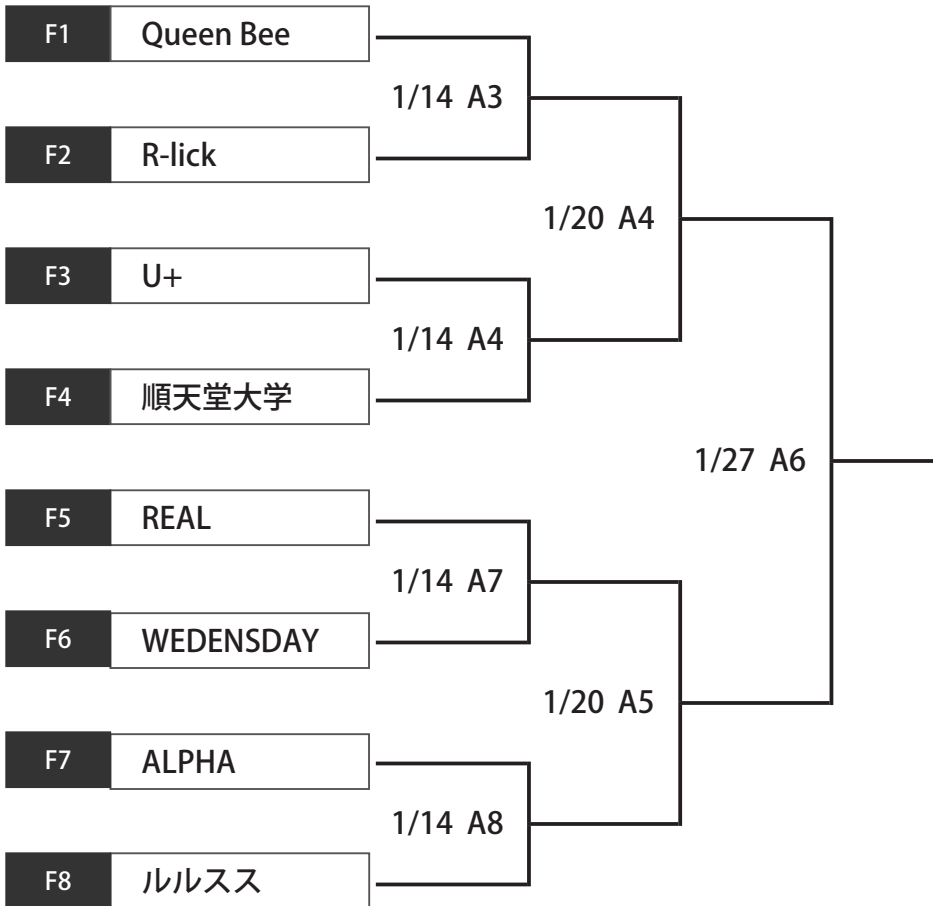 F1 Queen Bee
1/14 A3
F2 R-lick
1/20 A4
F3 U+
1/14 A4
F4 順天堂大学
1/27 A6
F5 REAL
1/14 A7
F6 WEDENSDAY
1/20 A5
F7 ALPHA
1/14 A8
F8 ルルスス